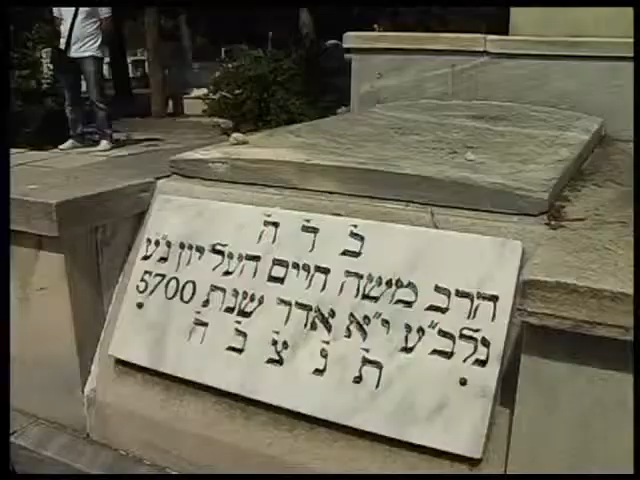 ב̇ ד̇ ה̇
הרב משה חיים העליון נ״ע
נלב״ע י״א אדר שנת 5700
ת̇ נ̇ צ̇ ב̇ ה̇